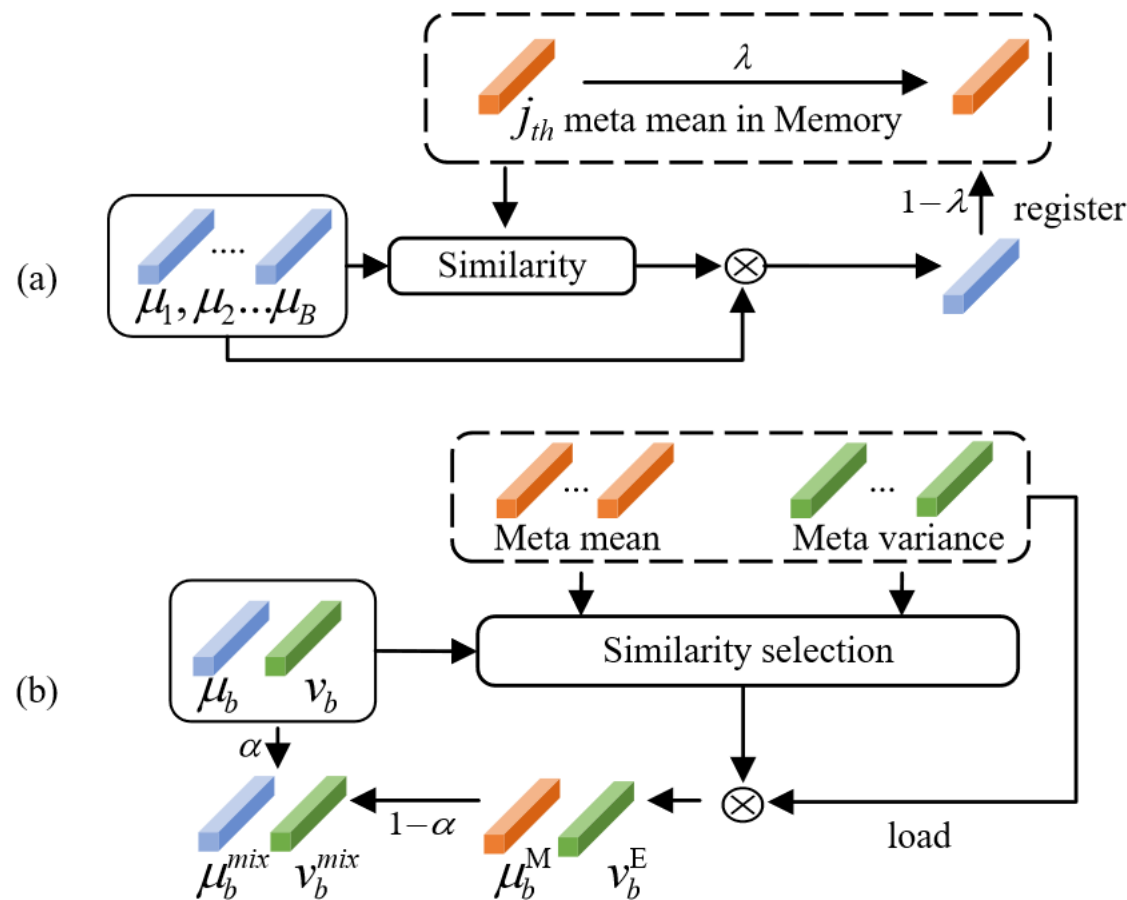 λ
j_th meta mean in Memory
1−λ register
(a)
Similarity
μ_1, μ_2...μ_B
....
... ...
Meta mean Meta variance
Similarity selection
(b)
μ_b v_b
α
1−α
load
μ_b^mix v_b^mix μ_b^M v_b^E